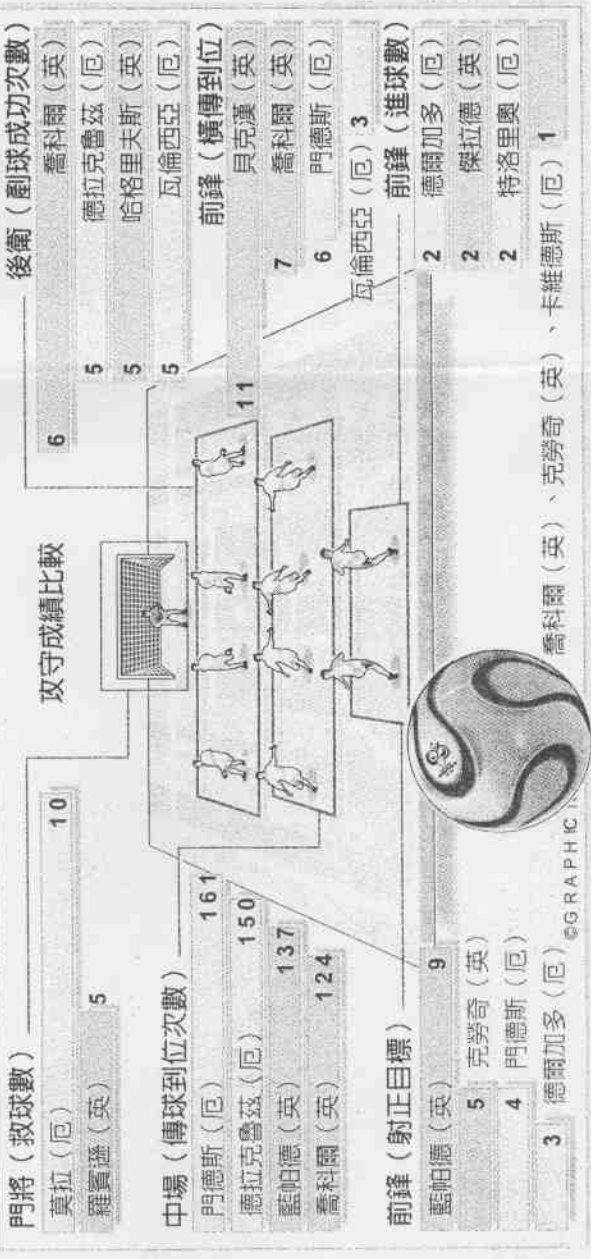 攻守成績比較
門將（救球數）
莫拉（厄） 10
羅賓遜（英） 5
中場（傳球到位次數）
門德斯（厄） 161
德拉克魯茲（厄） 150
藍帕德（英） 137
喬科爾（英） 124
前鋒（射正目標）
藍帕德（英） 9
5 克勞奇（英）
4 門德斯（厄）
3 德爾加多（厄）
後衛（剷球成功次數）
6 喬科爾（英）
5 德拉克魯茲（厄）
5 哈格里夫斯（英）
5 瓦倫西亞（厄）
前鋒（橫傳到位）
11 貝克漢（英）
7 喬科爾（英）
6 門德斯（厄）
瓦倫西亞（厄） 3
前鋒（進球數）
2 德爾加多（厄）
2 傑拉德（英）
2 特洛里奧（厄）
喬科爾（英）、克勞奇（英）、卡維德斯（厄） 1
©GRAPHIC